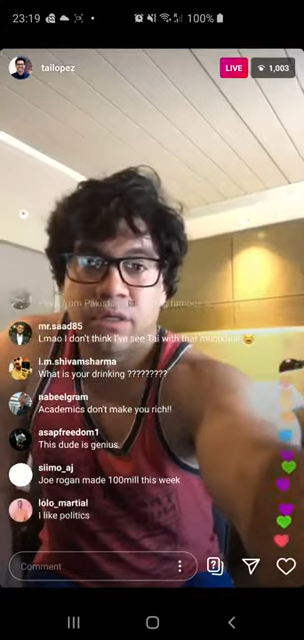 23:19
100%
tailopez
LIVE
1,003
mr.saad85
Lmao I don't think I've see Tai with that
i.m.shivamsharma
What is your drinking ?????????
nabeelgram
Academics don't make you rich!!
asapfreedom1
This dude is genius
siimo_aj
Joe rogan made 100mill this week
lolo_martial
I like politics
Comment